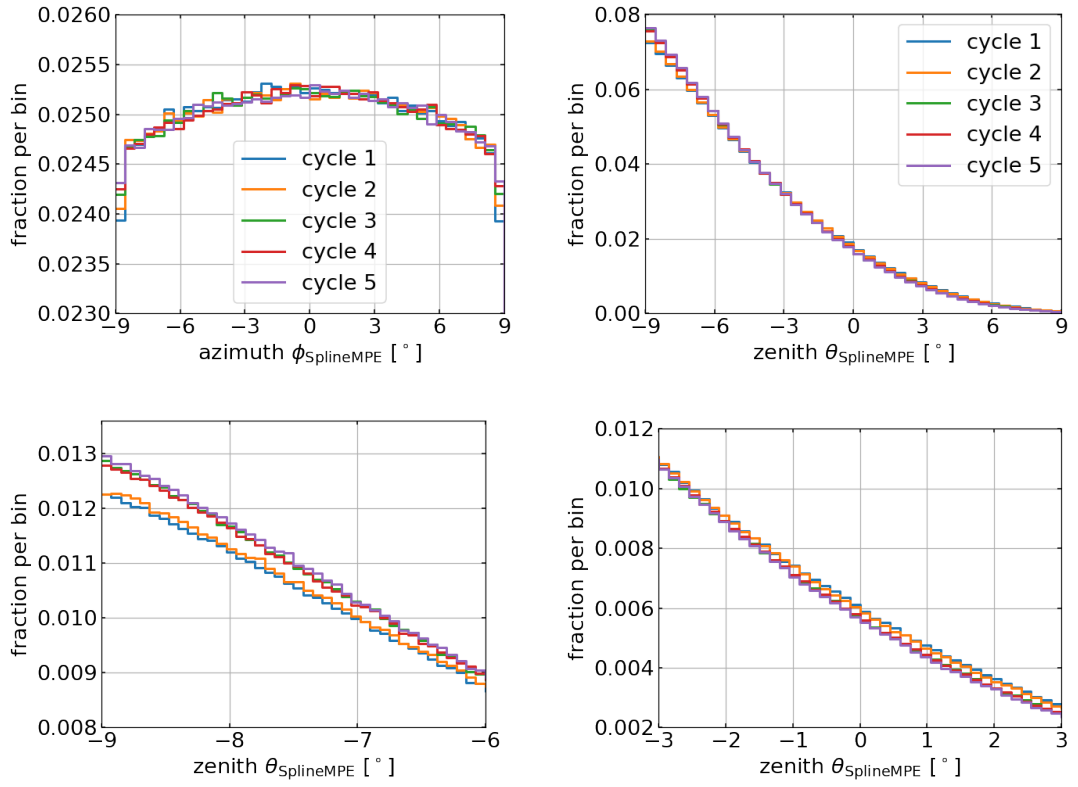 0.0260
0.0255
0.0250
0.0245
0.0240
0.0235
0.0230
fraction per bin
cycle 1
cycle 2
cycle 3
cycle 4
cycle 5
−9 −6 −3 0 3 6 9
azimuth ϕSplineMPE [°]
0.08
0.06
0.04
0.02
0.00
fraction per bin
cycle 1
cycle 2
cycle 3
cycle 4
cycle 5
−9 −6 −3 0 3 6 9
zenith θSplineMPE [°]
0.013
0.012
0.011
0.010
0.009
0.008
fraction per bin
−9 −8 −7 −6
zenith θSplineMPE [°]
0.012
0.010
0.008
0.006
0.004
0.002
fraction per bin
−3 −2 −1 0 1 2 3
zenith θSplineMPE [°]